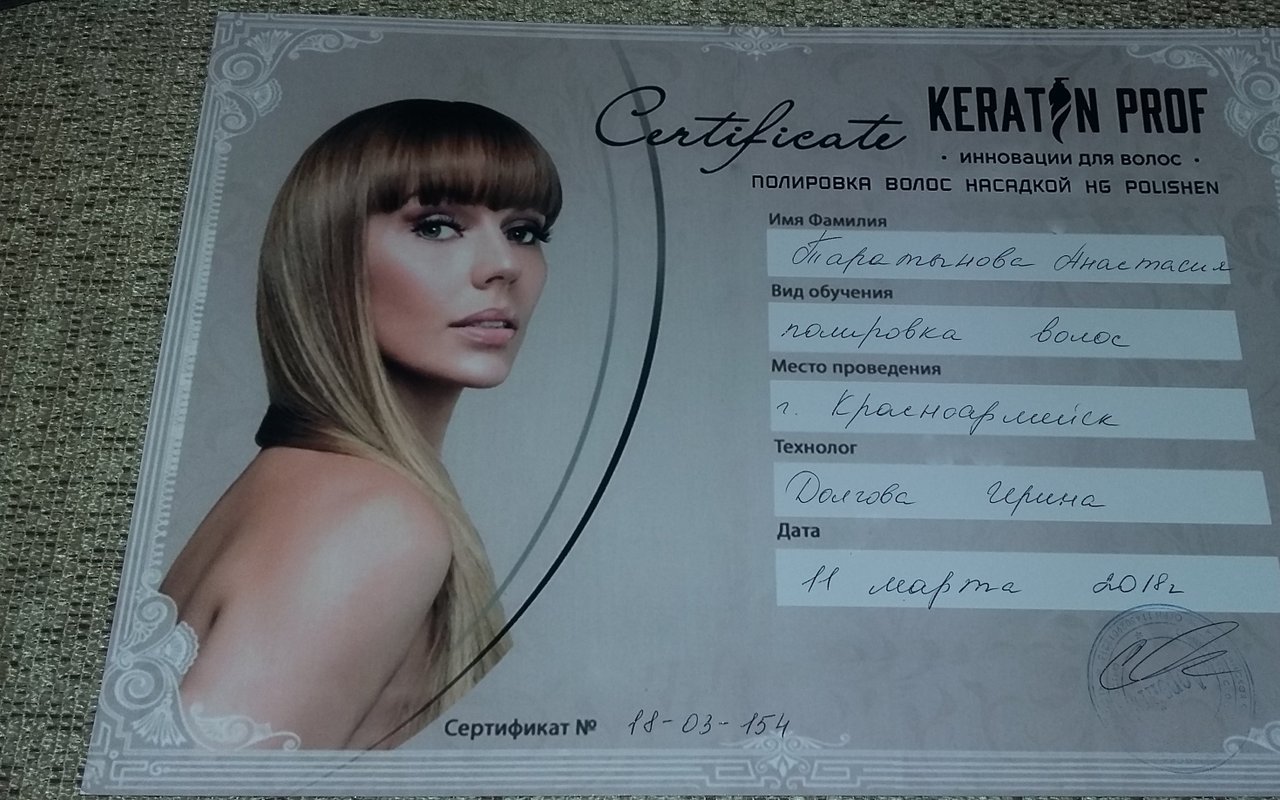 Certificate
KERATIN PROF
• ИННОВАЦИИ ДЛЯ ВОЛОС •
ПОЛИРОВКА ВОЛОС НАСАДКОЙ HG POLISHEN
Имя Фамилия
Таратынова Анастасия
Вид обучения
полировка волос
Место проведения
г. Красноармейск
Технолог
Долгова Ирина
Дата
11 марта 2018г
Сертификат № 18-03-154